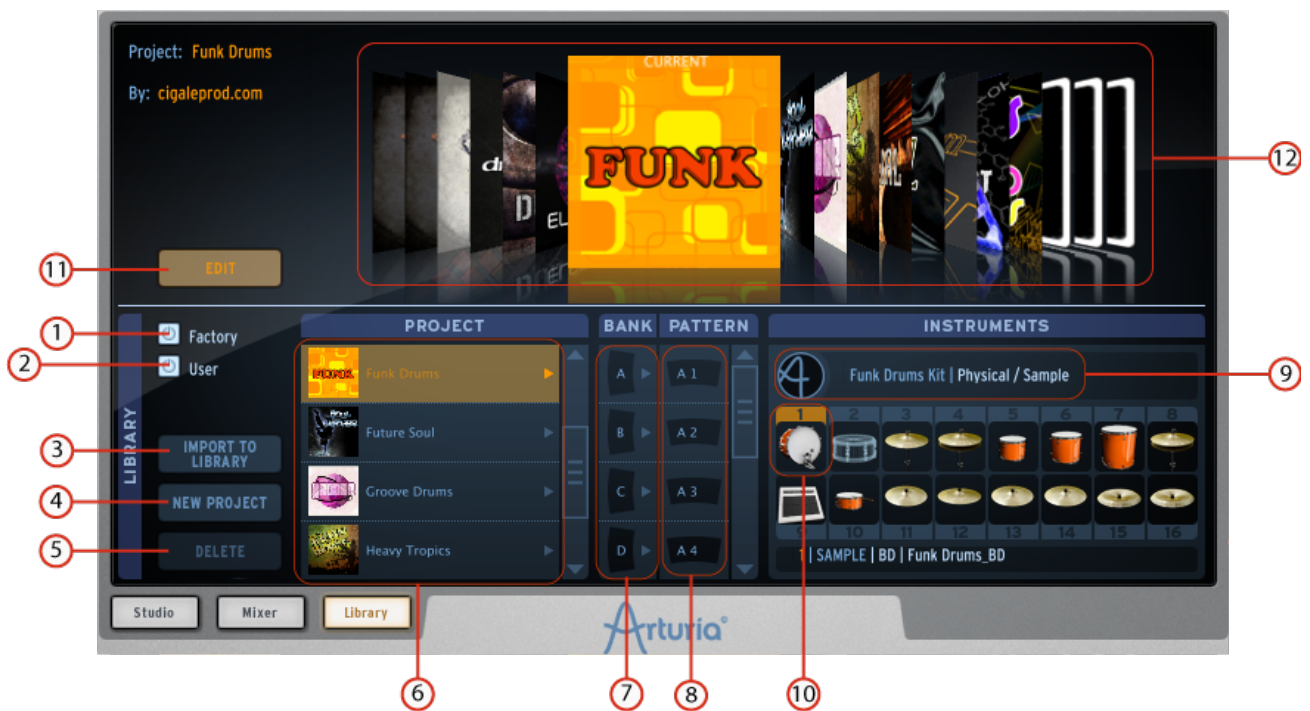 Project: Funk Drums
By: cigaleprod.com
CURRENT
FUNK
12
11
EDIT
1
Factory
2
User
LIBRARY
3
IMPORT TO
LIBRARY
4
NEW PROJECT
5
DELETE
PROJECT
Funk Drums
Future Soul
Groove Drums
Heavy Tropics
BANK
A
B
C
D
PATTERN
A 1
A 2
A 3
A 4
INSTRUMENTS
Funk Drums Kit | Physical / Sample
9
1 2 3 4 5 6 7 8
9 10 11 12 13 14 15 16
1 | SAMPLE | BD | Funk Drums_BD
Studio
Mixer
Library
Arturia
6
7
8
10